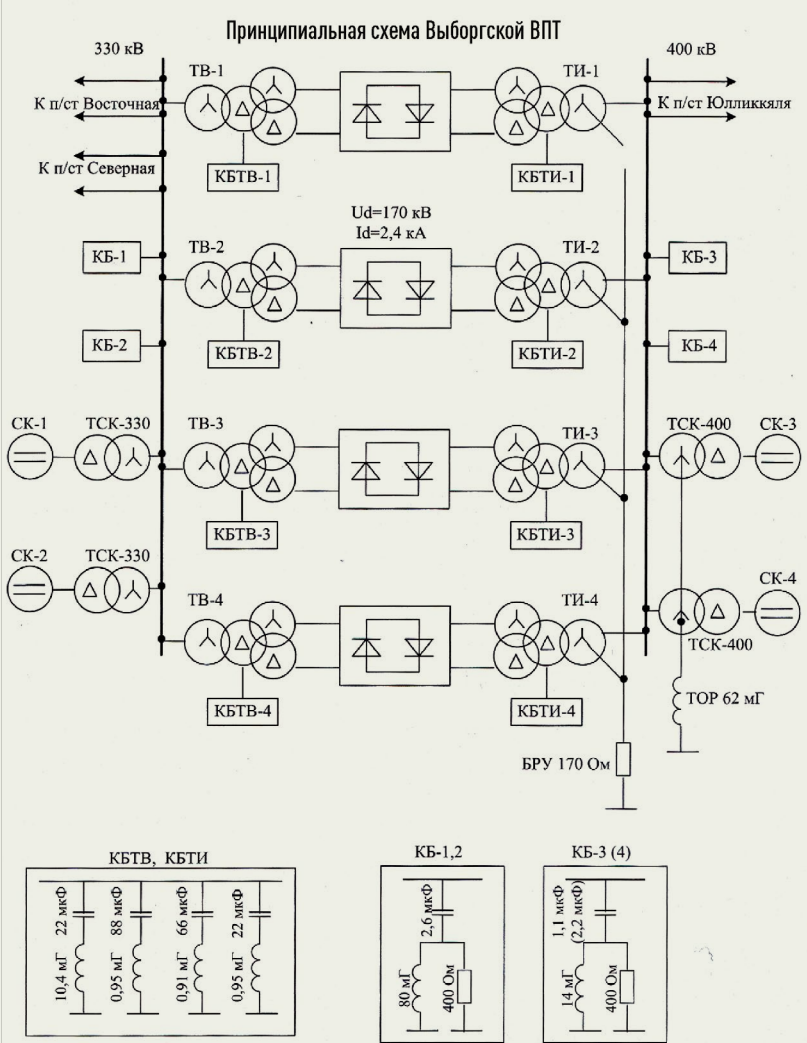 Принципиальная схема Выборгской ВПТ
330 кВ
400 кВ
ТВ-1
ТИ-1
К п/ст Восточная
К п/ст Юлликкяля
К п/ст Северная
КБТВ-1
КБТИ-1
Ud=170 кВ
Id=2,4 кА
КБ-1
ТВ-2
ТИ-2
КБ-3
КБ-2
КБТВ-2
КБТИ-2
КБ-4
СК-1
ТСК-330
ТВ-3
ТИ-3
ТСК-400
СК-3
КБТВ-3
КБТИ-3
СК-2
ТСК-330
ТВ-4
ТИ-4
СК-4
ТСК-400
КБТВ-4
КБТИ-4
ТОР 62 мГ
БРУ 170 Ом
КБТВ, КБТИ
КБ-1,2
КБ-3 (4)
22 мкФ
88 мкФ
66 мкФ
22 мкФ
2,6 мкФ
1,1 мкФ
(2,2 мкФ)
10,4 мГ
0,95 мГ
0,91 мГ
0,95 мГ
80 мГ
400 Ом
14 мГ
400 Ом